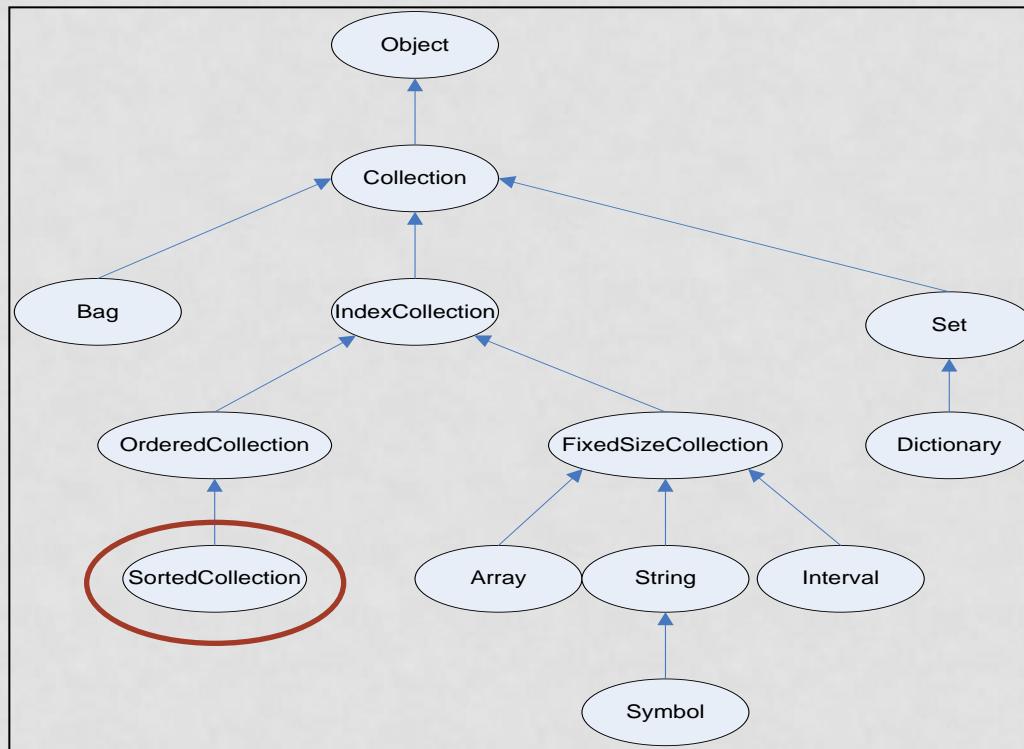 Object
Collection
Bag
IndexCollection
Set
OrderedCollection
FixedSizeCollection
Dictionary
SortedCollection
Array
String
Interval
Symbol